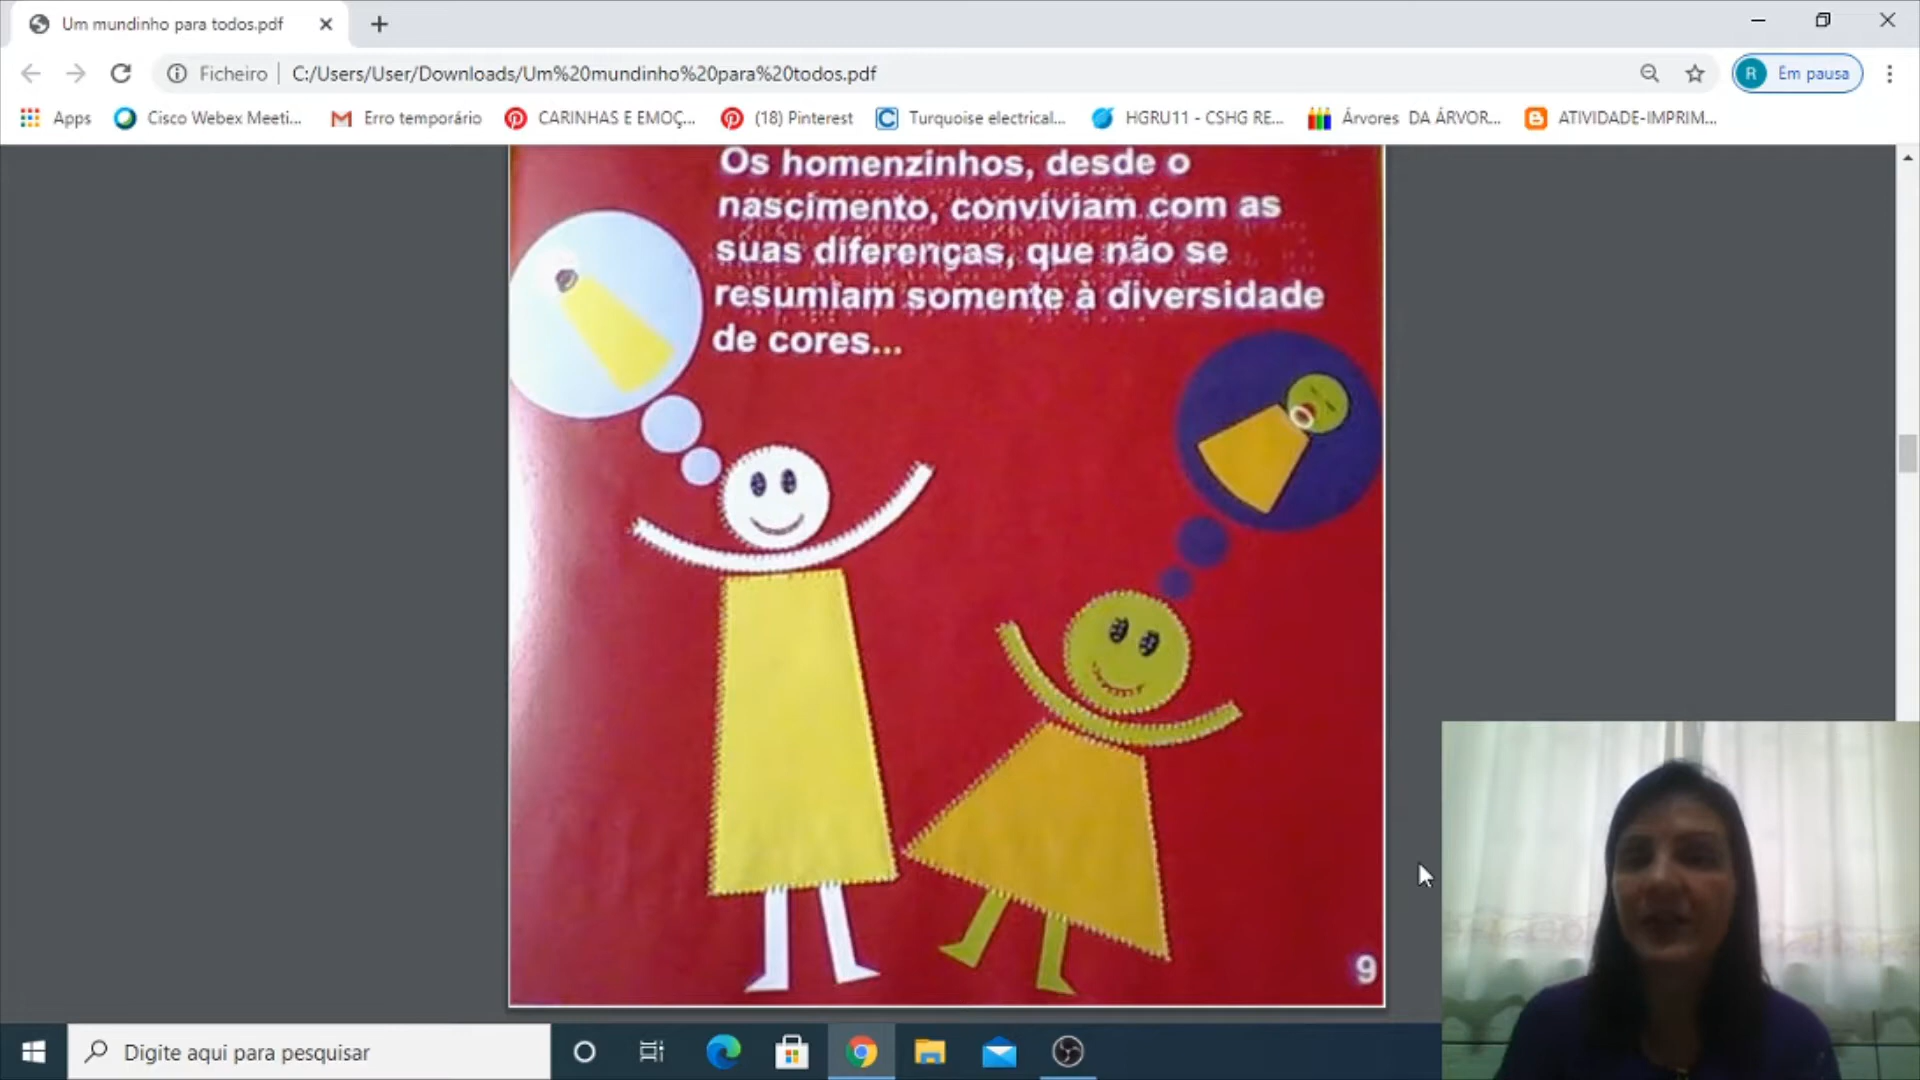 Um mundinho para todos.pdf
Ficheiro
C:/Users/User/Downloads/Um%20mundinho%20para%20todos.pdf
R Em pausa
Apps
Cisco Webex Meeti...
Erro temporário
CARINHAS E EMOÇ...
(18) Pinterest
Turquoise electrical...
HGRU11 - CSHG RE...
Árvores DA ÁRVOR...
ATIVIDADE-IMPRIM...
Os homenzinhos, desde o
nascimento, conviviam com as
suas diferenças, que não se
resumiam somente à diversidade
de cores...
9
Digite aqui para pesquisar